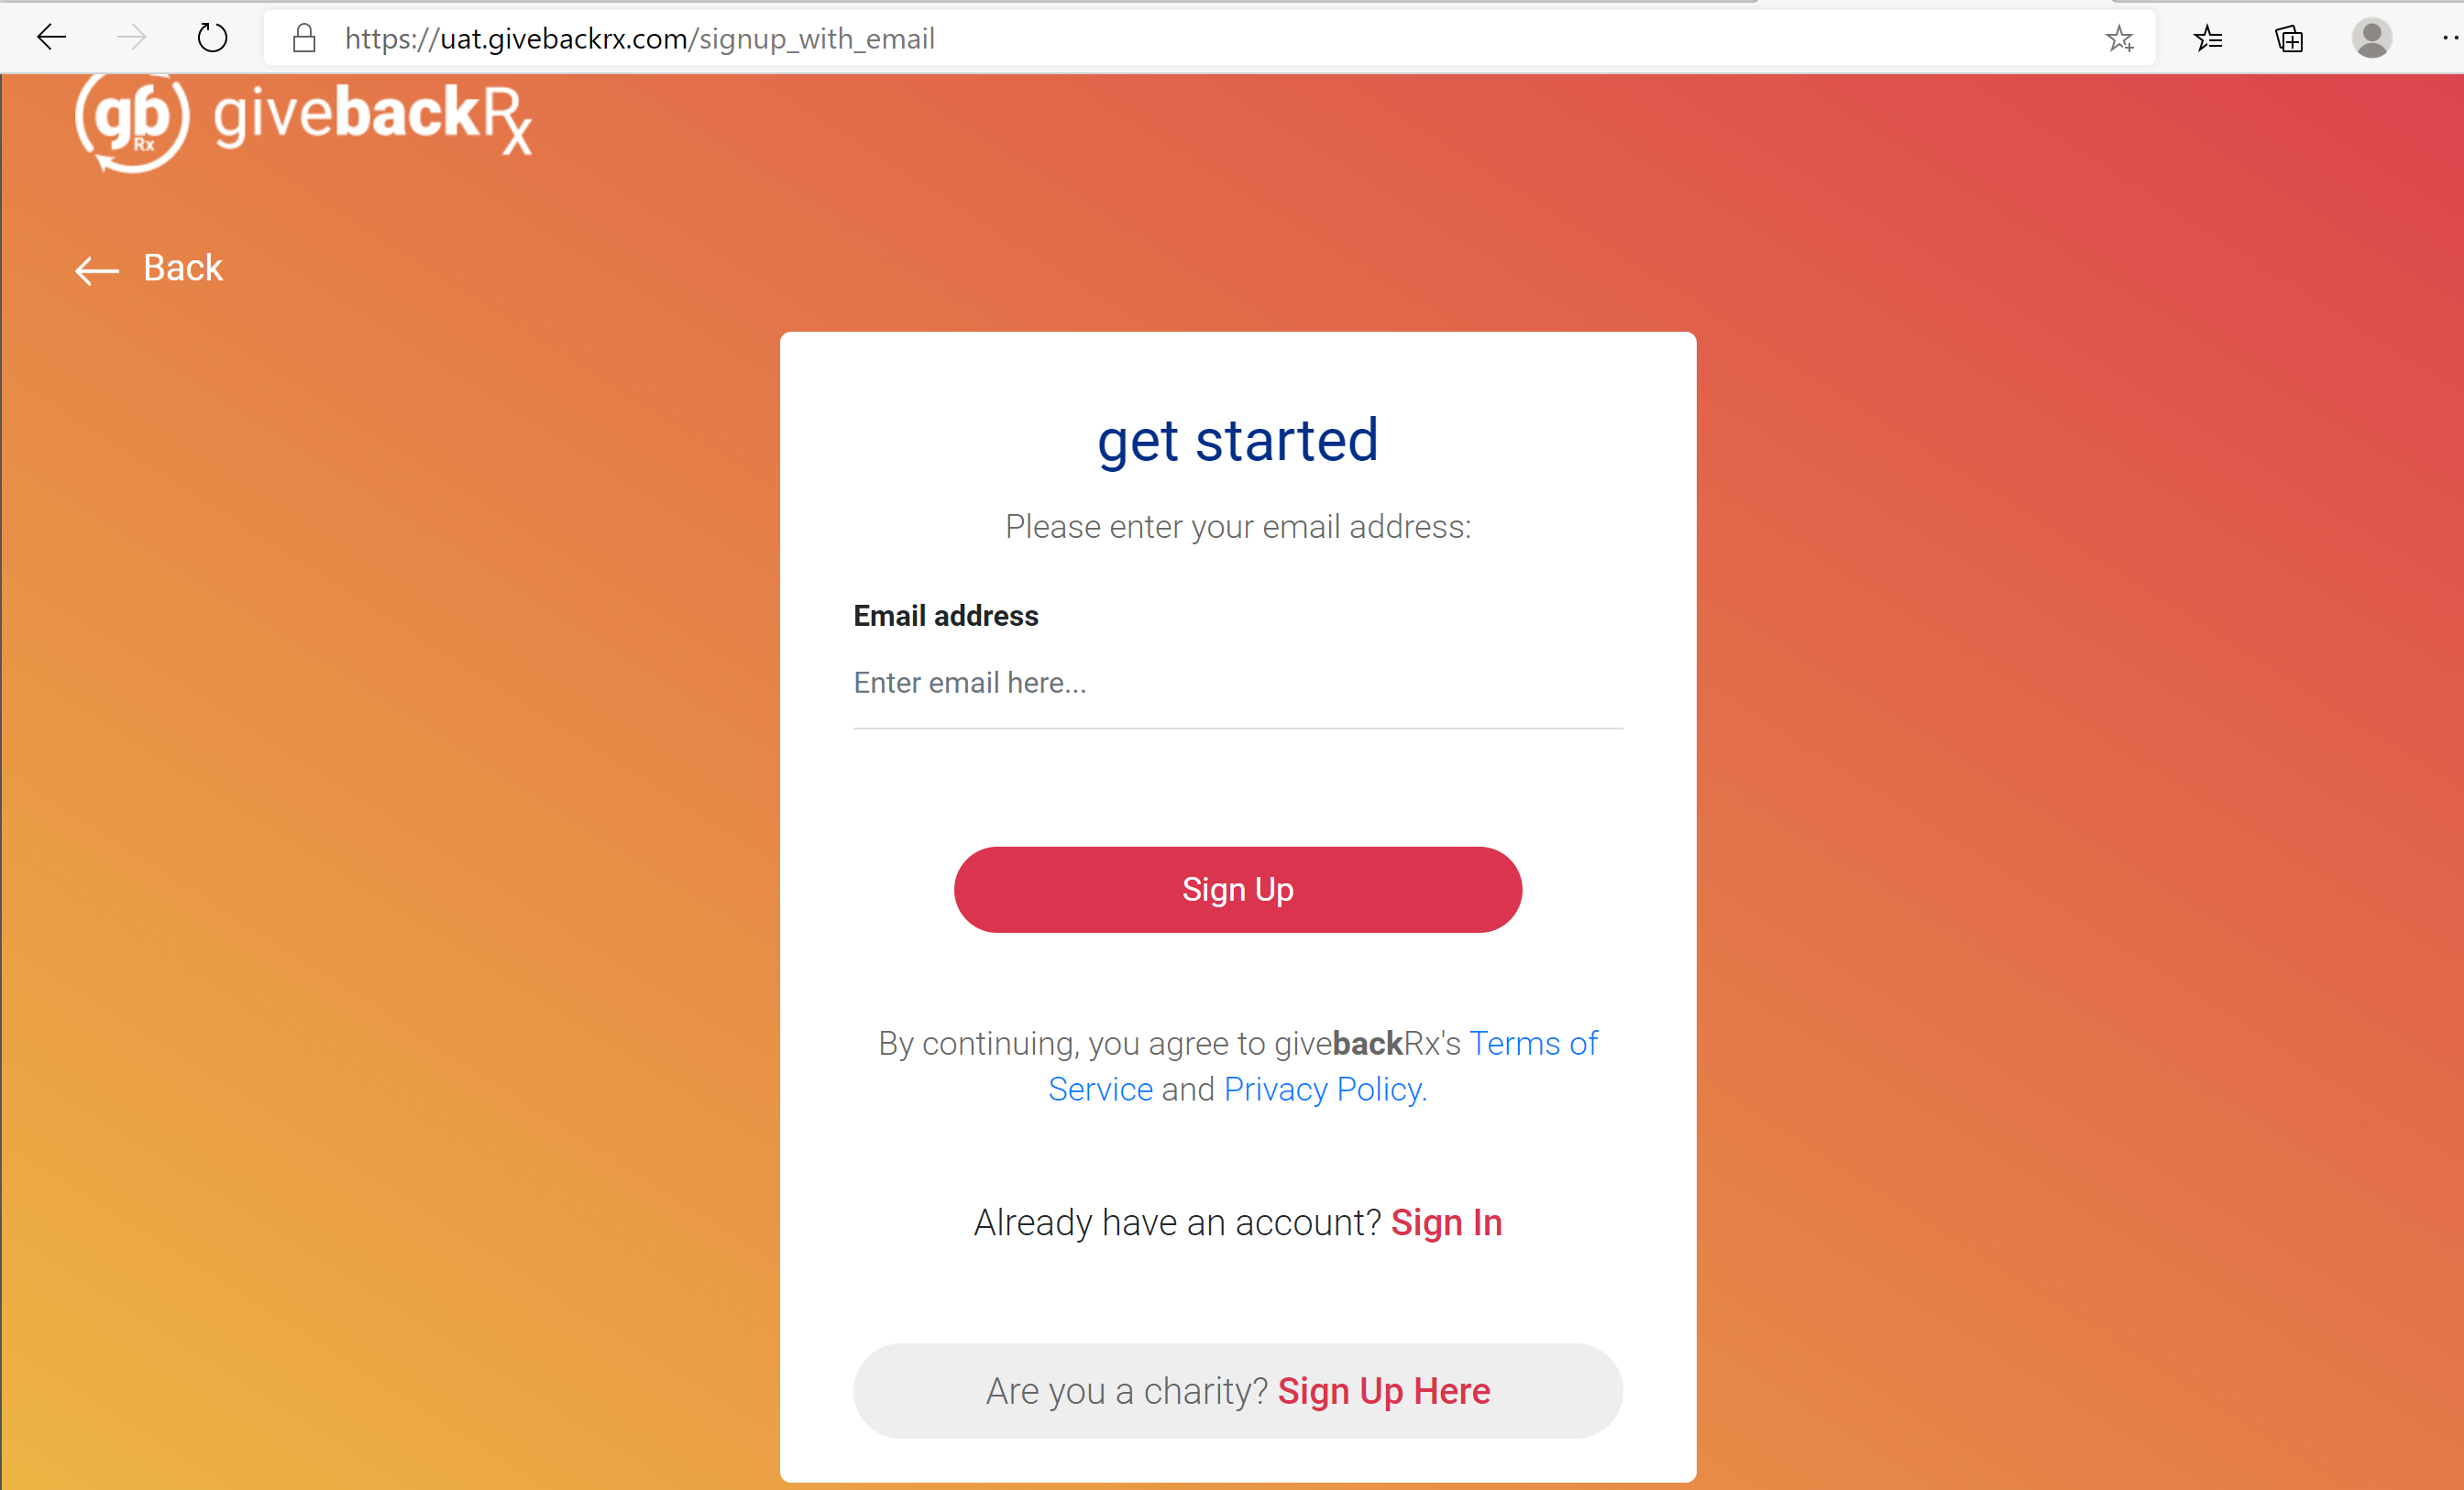 https://uat.givebackrx.com/signup_with_email
gb
Rx
givebackRx
Back
get started
Please enter your email address:
Email address
Enter email here...
Sign Up
By continuing, you agree to givebackRx's Terms of
Service and Privacy Policy.
Already have an account? Sign In
Are you a charity? Sign Up Here